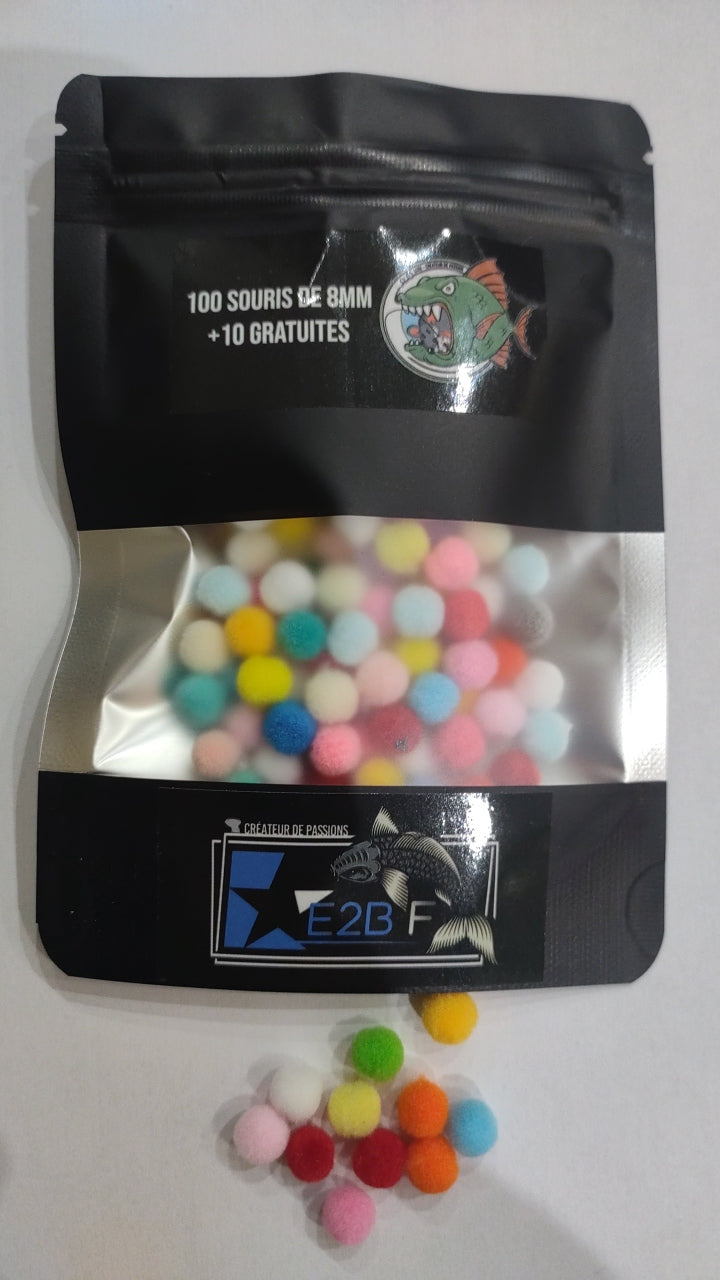 100 SOURIS DE 8MM
+10 GRATUITES
CRÉATEUR DE PASSIONS
E2B F